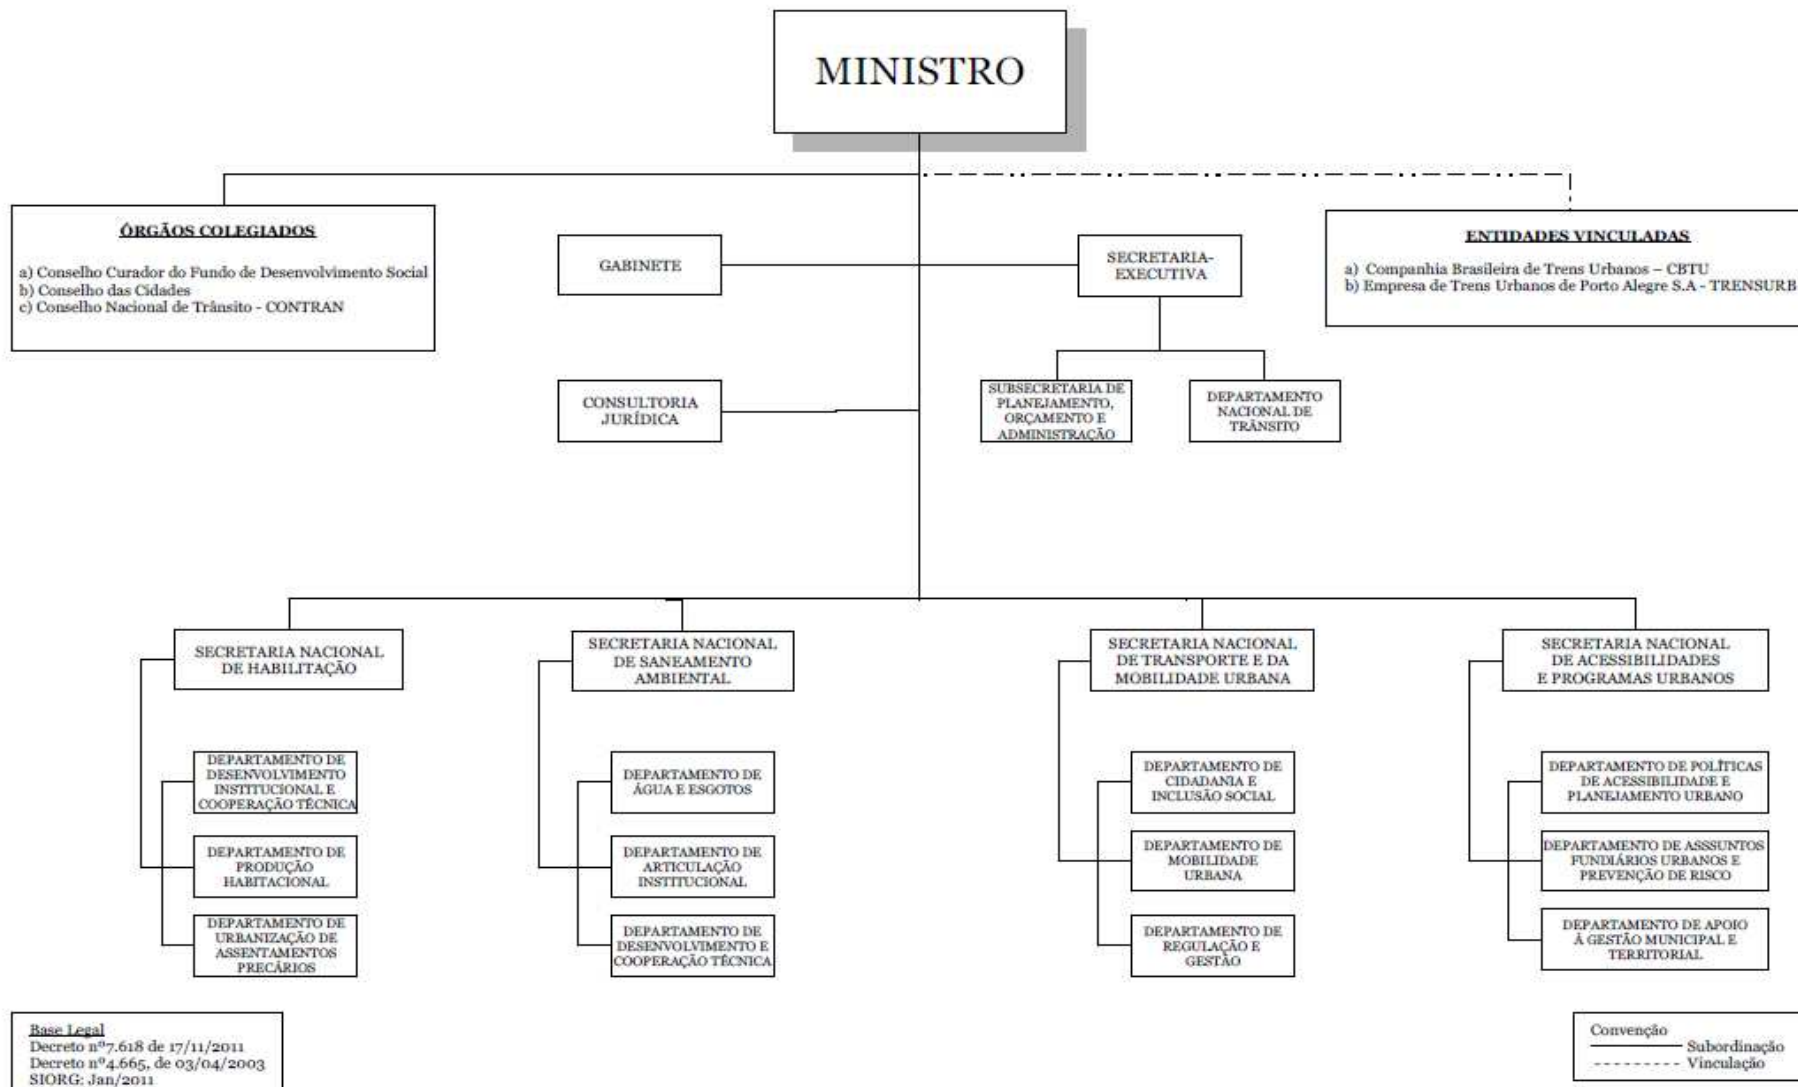 MINISTRO
ÓRGÃOS COLEGIADOS
a) Conselho Curador do Fundo de Desenvolvimento Social
b) Conselho das Cidades
c) Conselho Nacional de Trânsito - CONTRAN
GABINETE
SECRETARIA-
EXECUTIVA
ENTIDADES VINCULADAS
a) Companhia Brasileira de Trens Urbanos – CBTU
b) Empresa de Trens Urbanos de Porto Alegre S.A - TRENSURB
CONSULTORIA
JURÍDICA
SUBSECRETARIA DE
PLANEJAMENTO,
ORÇAMENTO E
ADMINISTRAÇÃO
DEPARTAMENTO
NACIONAL DE
TRÂNSITO
SECRETARIA NACIONAL
DE HABILITAÇÃO
SECRETARIA NACIONAL
DE SANEAMENTO
AMBIENTAL
SECRETARIA NACIONAL
DE TRANSPORTE E DA
MOBILIDADE URBANA
SECRETARIA NACIONAL
DE ACESSIBILIDADES
E PROGRAMAS URBANOS
DEPARTAMENTO DE
DESENVOLVIMENTO
INSTITUCIONAL E
COOPERAÇÃO TÉCNICA
DEPARTAMENTO DE
ÁGUA E ESGOTOS
DEPARTAMENTO DE
CIDADANIA E
INCLUSÃO SOCIAL
DEPARTAMENTO DE POLÍTICAS
DE ACESSIBILIDADE E
PLANEJAMENTO URBANO
DEPARTAMENTO DE
PRODUÇÃO
HABITACIONAL
DEPARTAMENTO DE
ARTICULAÇÃO
INSTITUCIONAL
DEPARTAMENTO DE
MOBILIDADE
URBANA
DEPARTAMENTO DE ASSSUNTOS
FUNDIÁRIOS URBANOS E
PREVENÇÃO DE RISCO
DEPARTAMENTO DE
URBANIZAÇÃO DE
ASSENTAMENTOS
PRECÁRIOS
DEPARTAMENTO DE
DESENVOLVIMENTO E
COOPERAÇÃO TÉCNICA
DEPARTAMENTO DE
REGULAÇÃO E
GESTÃO
DEPARTAMENTO DE APOIO
À GESTÃO MUNICIPAL E
TERRITORIAL
Base Legal
Decreto nº7.618 de 17/11/2011
Decreto nº4.665, de 03/04/2003
SIORG: Jan/2011
Convenção
Subordinação
Vinculação